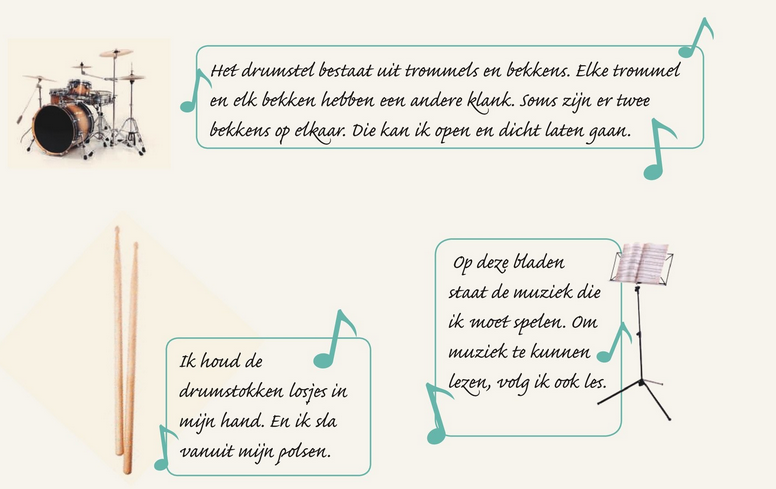 Het drumstel bestaat uit trommels en bekkens. Elke trommel
en elk bekken hebben een andere klank. Soms zijn er twee
bekkens op elkaar. Die kan ik open en dicht laten gaan.
Ik houd de
drumstokken losjes in
mijn hand. En ik sla
vanuit mijn polsen.
Op deze bladen
staat de muziek die
ik moet spelen. Om
muziek te kunnen
lezen, volg ik ook les.